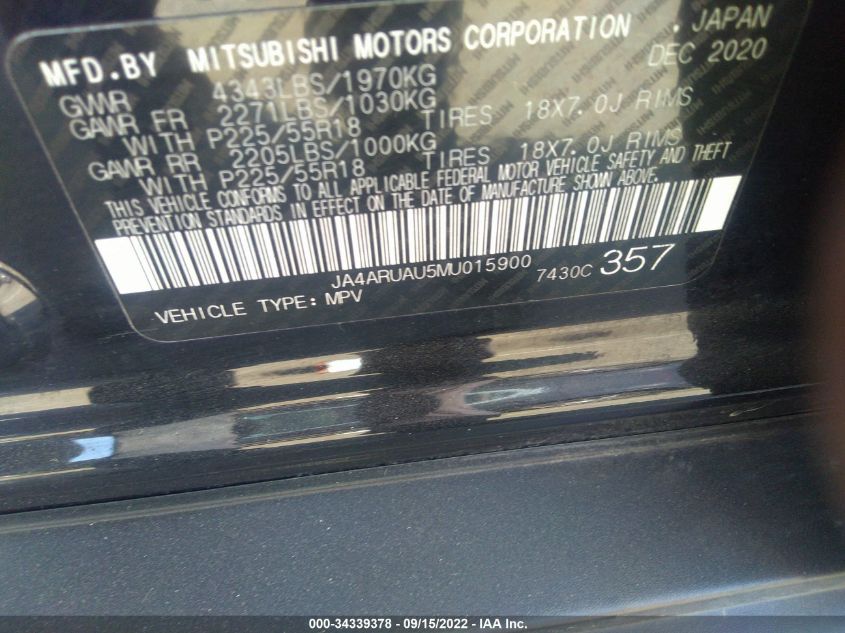 MFD.BY MITSUBISHI MOTORS CORPORATION . JAPAN
DEC 2020
GWR 4343LBS/1970KG
GAWR FR 2271LBS/1030KG
WITH P225/55R18 TIRES 18X7.0J RIMS
GAWR RR 2205LBS/1000KG
WITH P225/55R18 TIRES 18X7.0J RIMS
THIS VEHICLE CONFORMS TO ALL APPLICABLE FEDERAL MOTOR VEHICLE SAFETY AND THEFT
PREVENTION STANDARDS IN EFFECT ON THE DATE OF MANUFACTURE SHOWN ABOVE.
JA4ARUAU5MU015900
7430C 357
VEHICLE TYPE: MPV
000-34339378 - 09/15/2022 - IAA Inc.